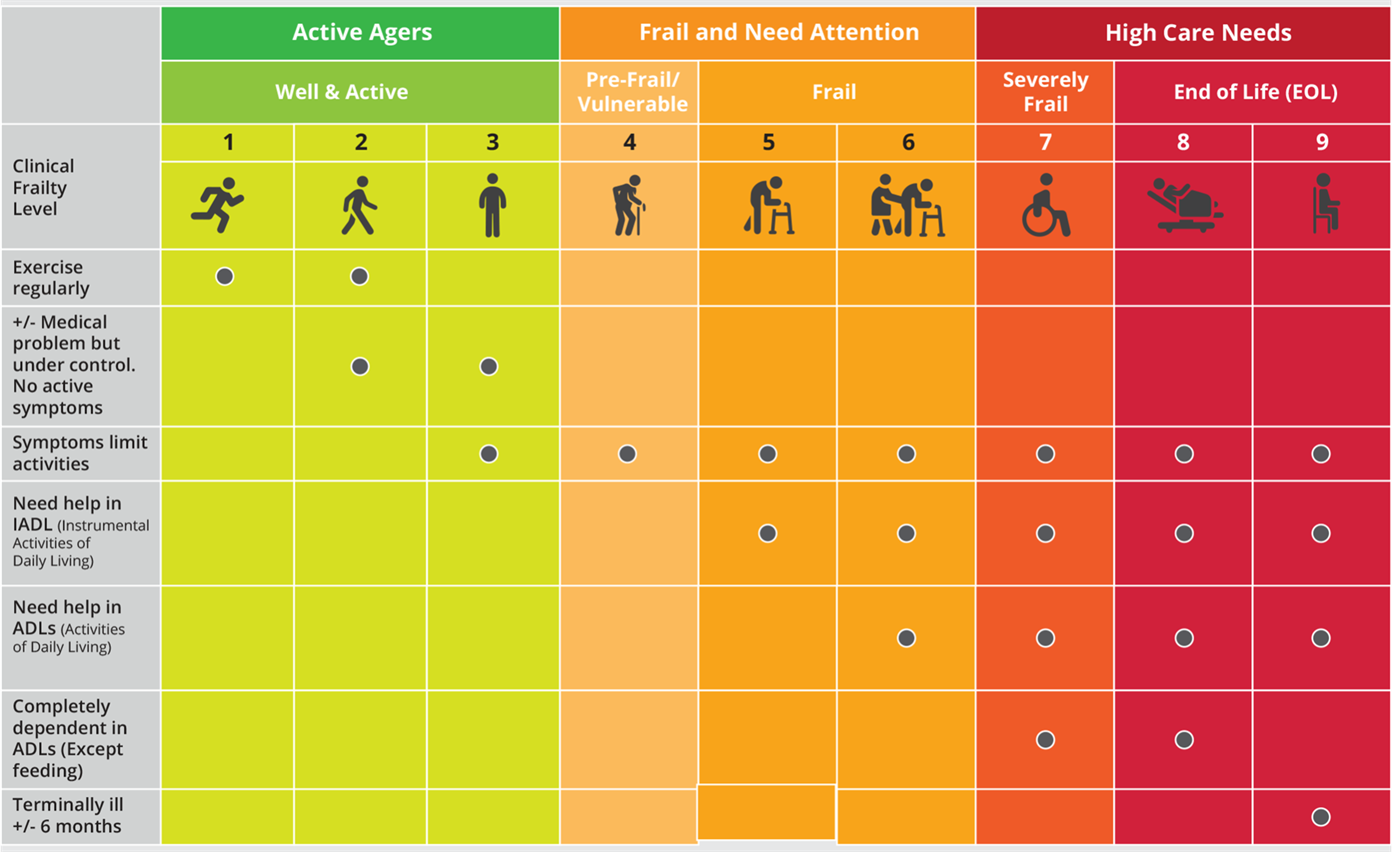 Active Agers
Frail and Need Attention
High Care Needs
Well & Active
Pre-Frail/
Vulnerable
Frail
Severely
Frail
End of Life (EOL)
Clinical
Frailty
Level
1
2
3
4
5
6
7
8
9
Exercise
regularly
+/- Medical
problem but
under control.
No active
symptoms
Symptoms limit
activities
Need help in
IADL (Instrumental
Activities of
Daily Living)
Need help in
ADLs (Activities
of Daily Living)
Completely
dependent in
ADLs (Except
feeding)
Terminally ill
+/- 6 months